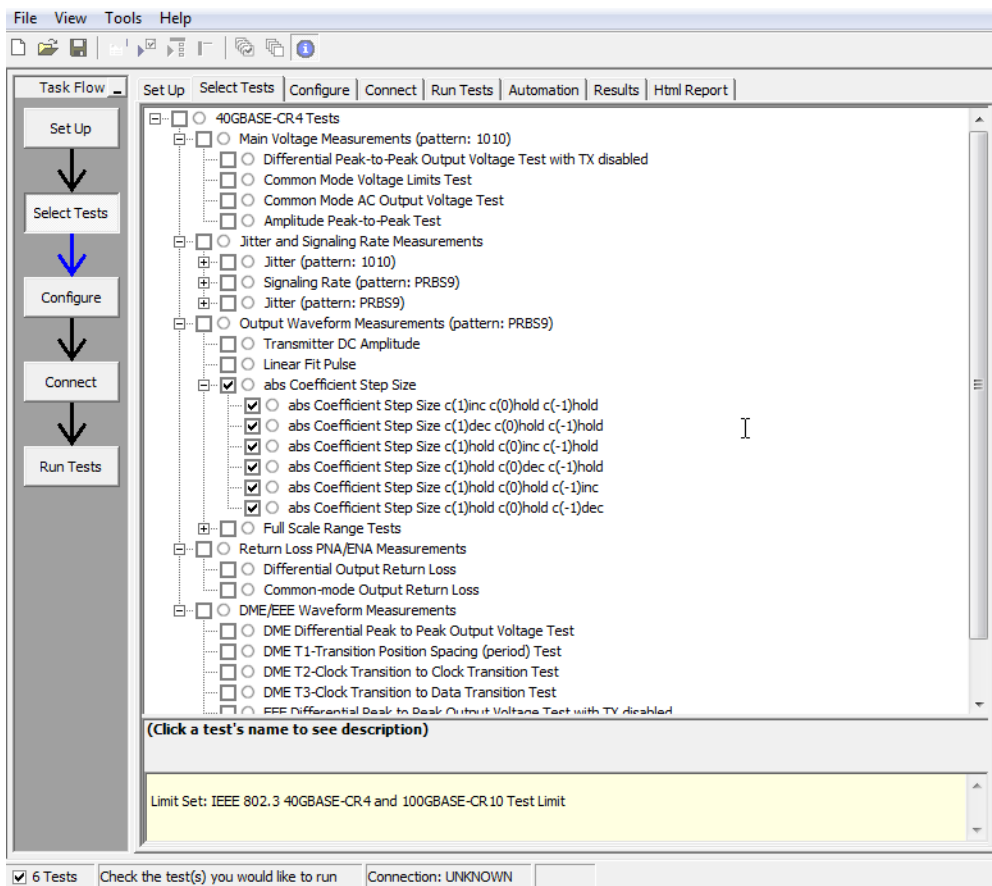 File View Tools Help
Task Flow
Set Up
Select Tests
Configure
Connect
Run Tests
Set Up Select Tests Configure Connect Run Tests Automation Results Html Report
40GBASE-CR4 Tests
Main Voltage Measurements (pattern: 1010)
Differential Peak-to-Peak Output Voltage Test with TX disabled
Common Mode Voltage Limits Test
Common Mode AC Output Voltage Test
Amplitude Peak-to-Peak Test
Jitter and Signaling Rate Measurements
Jitter (pattern: 1010)
Signaling Rate (pattern: PRBS9)
Jitter (pattern: PRBS9)
Output Waveform Measurements (pattern: PRBS9)
Transmitter DC Amplitude
Linear Fit Pulse
abs Coefficient Step Size
abs Coefficient Step Size c(1)inc c(0)hold c(-1)hold
abs Coefficient Step Size c(1)dec c(0)hold c(-1)hold
abs Coefficient Step Size c(1)hold c(0)inc c(-1)hold
abs Coefficient Step Size c(1)hold c(0)dec c(-1)hold
abs Coefficient Step Size c(1)hold c(0)hold c(-1)inc
abs Coefficient Step Size c(1)hold c(0)hold c(-1)dec
Full Scale Range Tests
Return Loss PNA/ENA Measurements
Differential Output Return Loss
Common-mode Output Return Loss
DME/EEE Waveform Measurements
DME Differential Peak to Peak Output Voltage Test
DME T1-Transition Position Spacing (period) Test
DME T2-Clock Transition to Clock Transition Test
DME T3-Clock Transition to Data Transition Test
EEE Differential Peak to Peak Output Voltage Test with TX disabled
(Click a test's name to see description)
Limit Set: IEEE 802.3 40GBASE-CR4 and 100GBASE-CR10 Test Limit
6 Tests Check the test(s) you would like to run Connection: UNKNOWN